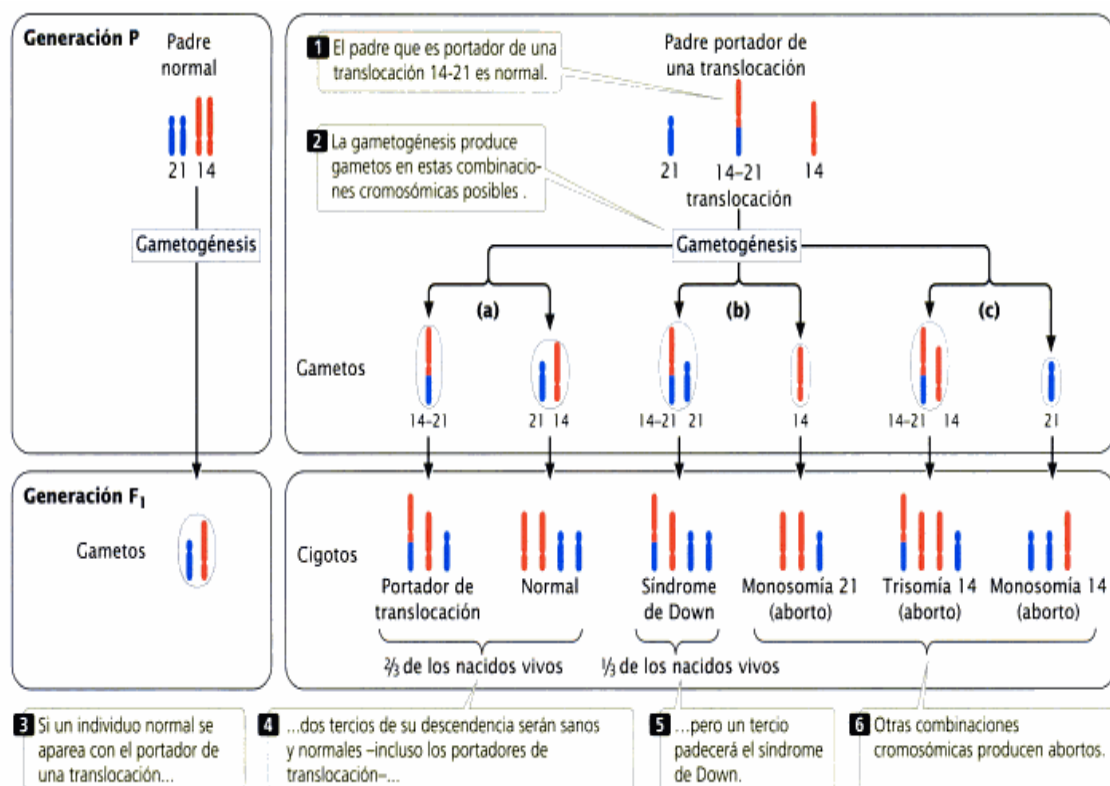 Generación P
Padre
normal
21 14
Gametogénesis
1 El padre que es portador de una
translocación 14-21 es normal.
Padre portador de
una translocación
2 La gametogénesis produce
gametos en estas combinacio-
nes cromosómicas posibles .
21
14–21
translocación
14
Gametogénesis
(a)
(b)
(c)
Gametos
14–21
21 14
14–21 21
14
14–21 14
21
Generación F1
Gametos
Cigotos
Portador de
translocación
Normal
Síndrome
de Down
Monosomía 21
(aborto)
Trisomía 14
(aborto)
Monosomía 14
(aborto)
⅔ de los nacidos vivos
⅓ de los nacidos vivos
3 Si un individuo normal se
aparea con el portador de
una translocación...
4 ...dos tercios de su descendencia serán sanos
y normales –incluso los portadores de
translocación–...
5 ...pero un tercio
padecerá el síndrome
de Down.
6 Otras combinaciones
cromosómicas producen abortos.